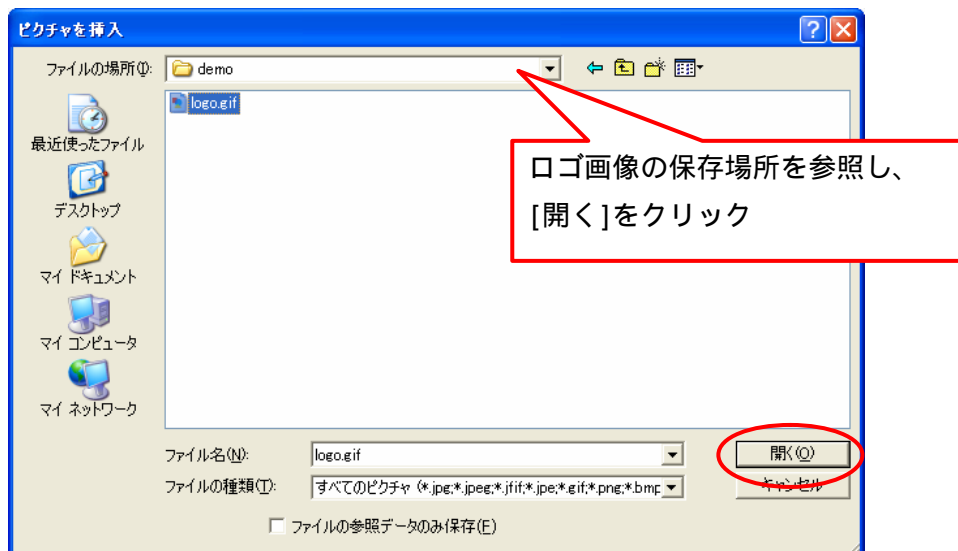 ピクチャを挿入
ファイルの場所(I):
demo
logo.gif
最近使ったファイル
デスクトップ
マイ ドキュメント
マイ コンピュータ
マイ ネットワーク
ロゴ画像の保存場所を参照し、
[開く]をクリック
ファイル名(N):
logo.gif
開く(O)
ファイルの種類(T):
すべてのピクチャ (*.jpg;*.jpeg;*.jfif;*.jpe;*.gif;*.png;*.bmp
キャンセル
ファイルの参照データのみ保存(F)